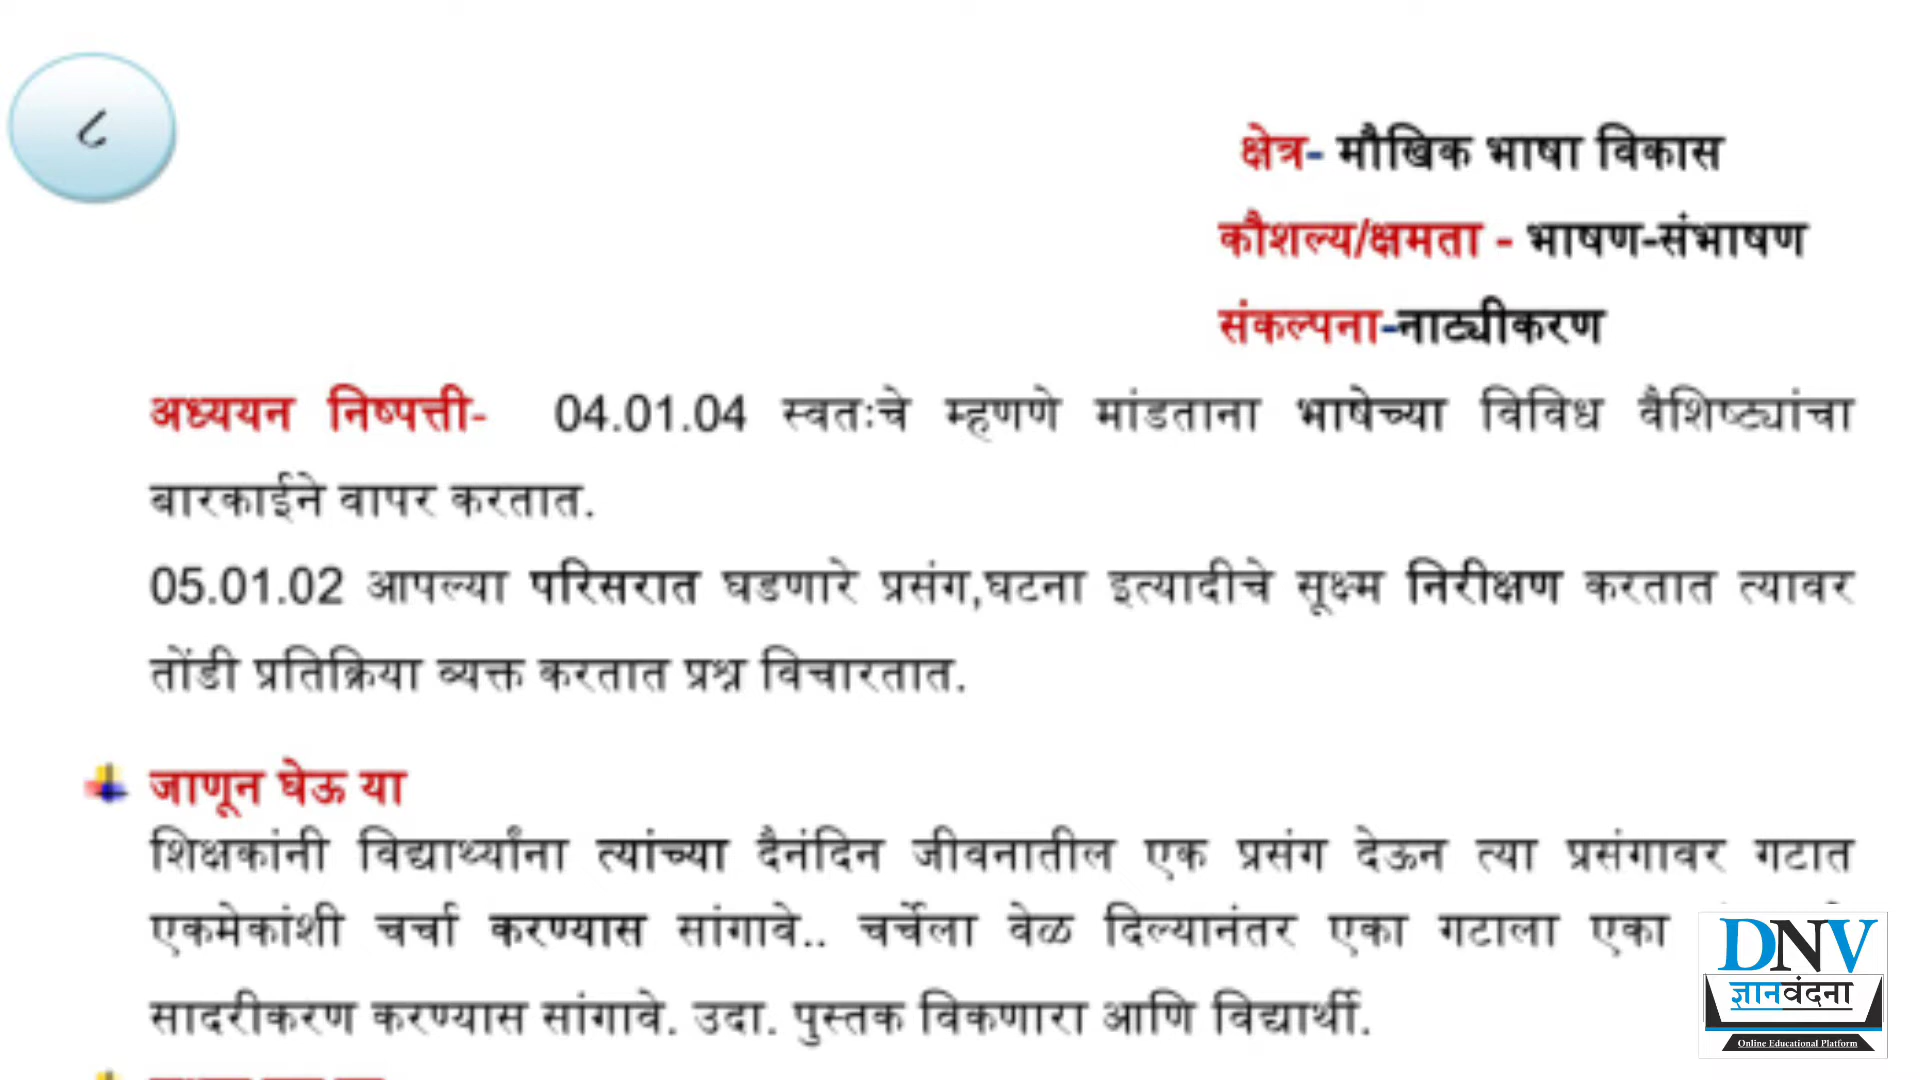 ८
क्षेत्र- मौखिक भाषा विकास
कौशल्य/क्षमता - भाषण-संभाषण
संकल्पना-नाट्यीकरण
अध्ययन निष्पत्ती- 04.01.04 स्वतःचे म्हणणे मांडताना भाषेच्या विविध वैशिष्ट्यांचा
बारकाईने वापर करतात.
05.01.02 आपल्या परिसरात घडणारे प्रसंग,घटना इत्यादीचे सूक्ष्म निरीक्षण करतात त्यावर
तोंडी प्रतिक्रिया व्यक्त करतात प्रश्न विचारतात.
जाणून घेऊ या
शिक्षकांनी विद्यार्थ्यांना त्यांच्या दैनंदिन जीवनातील एक प्रसंग देऊन त्या प्रसंगावर गटात
एकमेकांशी चर्चा करण्यास सांगावे.. चर्चेला वेळ दिल्यानंतर एका गटाला एका
सादरीकरण करण्यास सांगावे. उदा. पुस्तक विकणारा आणि विद्यार्थी.
DNV
ज्ञानवंदना
Online Educational Platform